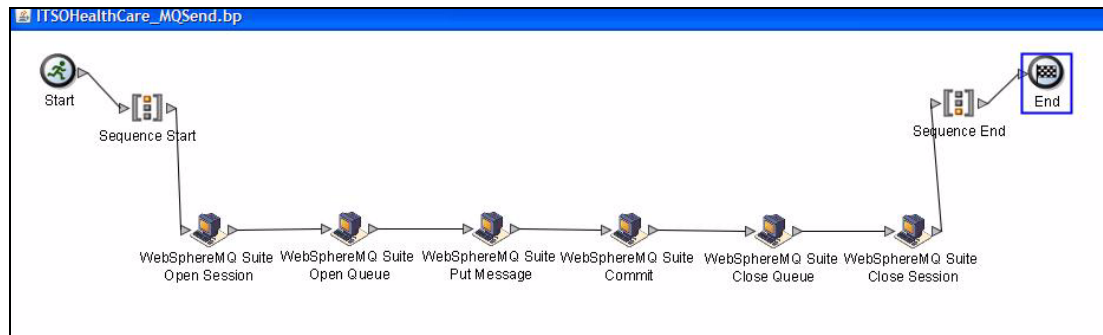 ITSOHealthCare_MQSend.bp
Start
Sequence Start
WebSphereMQ Suite
Open Session
WebSphereMQ Suite
Open Queue
WebSphereMQ Suite
Put Message
WebSphereMQ Suite
Commit
WebSphereMQ Suite
Close Queue
WebSphereMQ Suite
Close Session
Sequence End
End